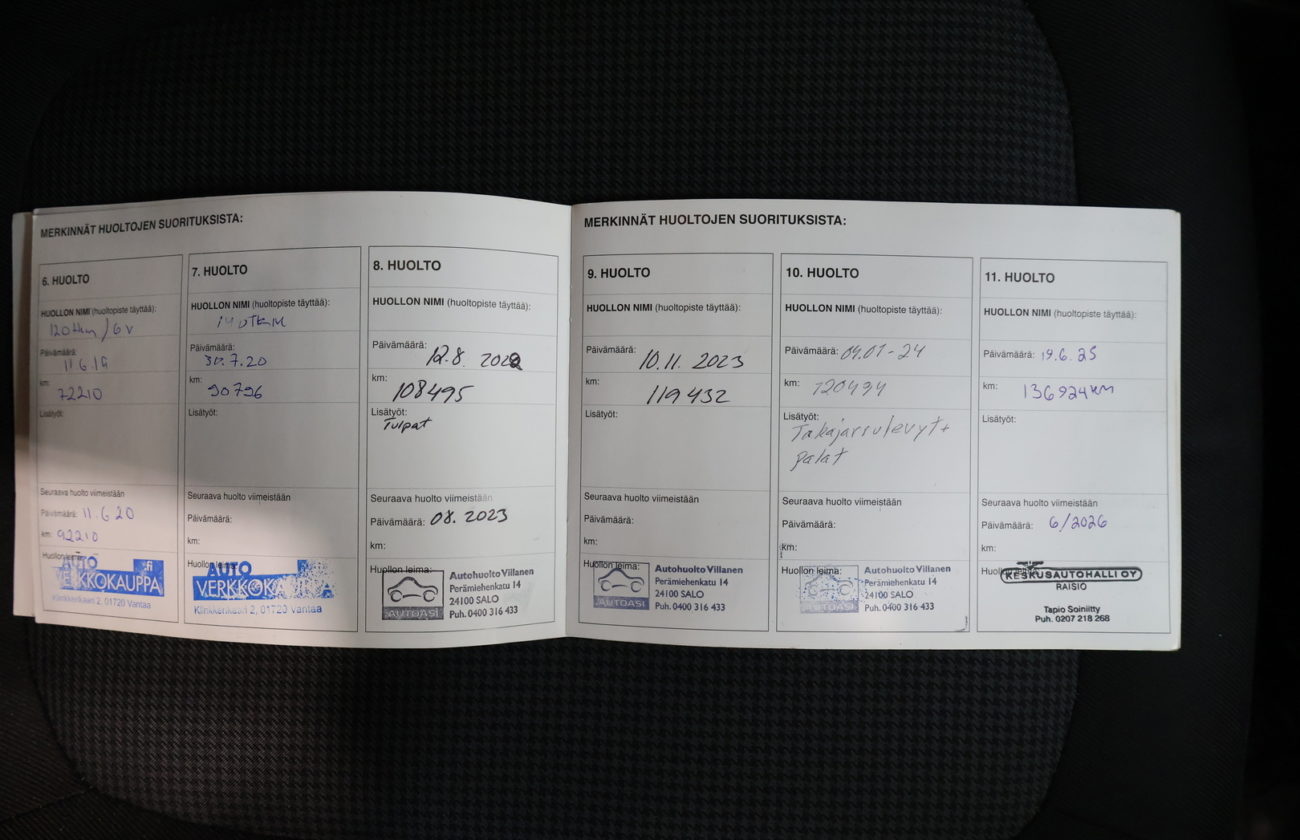 MERKINNÄT HUOLTOJEN SUORITUKSISTA:
6. HUOLTO
HUOLLON NIMI (huoltopiste täyttää):
120tkm/6v
Päivämäärä:
11.6.19
km:
72210
Lisätyöt:
Seuraava huolto viimeistään
Päivämäärä: 11.6.20
km: 92210
Huollon leima:
AUTO
VERKKOKAUPPA
.fi
Klinkkerikaari 2, 01720 Vantaa
7. HUOLTO
HUOLLON NIMI (huoltopiste täyttää):
Päivämäärä:
30.7.20
km:
90796
Lisätyöt:
Seuraava huolto viimeistään
Päivämäärä:
km:
AUTO
Klinkkerikaari 2, 01720 Vantaa
8. HUOLTO
HUOLLON NIMI (huoltopiste täyttää):
Päivämäärä:
12.8. 2022
km:
108495
Lisätyöt:
Tulpat
Seuraava huolto viimeistään
Päivämäärä: 08.2023
km:
Huollon leima:
AUTOASI
Autohuolto Villanen
Perämiehenkatu 14
24100 SALO
Puh. 0400 316 433
MERKINNÄT HUOLTOJEN SUORITUKSISTA:
9. HUOLTO
HUOLLON NIMI (huoltopiste täyttää):
Päivämäärä:
10.11. 2023
km:
119432
Lisätyöt:
Seuraava huolto viimeistään
Päivämäärä:
km:
Huollon leima:
AUTOASI
Autohuolto Villanen
Perämiehenkatu 14
24100 SALO
Puh. 0400 316 433
10. HUOLTO
HUOLLON NIMI (huoltopiste täyttää):
Päivämäärä: 04.01-24
km:
120434
Lisätyöt:
Takajarrulevyt+
palat
Seuraava huolto viimeistään
Päivämäärä:
km:
Huollon leima:
AUTOASI
Autohuolto Villanen
Perämiehenkatu 14
24100 SALO
Puh. 0400 316 433
11. HUOLTO
HUOLLON NIMI (huoltopiste täyttää):
Päivämäärä: 19.6.25
km:
136924km
Lisätyöt:
Seuraava huolto viimeistään
Päivämäärä: 6/2026
km:
KESKUSAUTOHALLI OY
RAISIO
Tapio Soiniitty
Puh. 0207 218 268